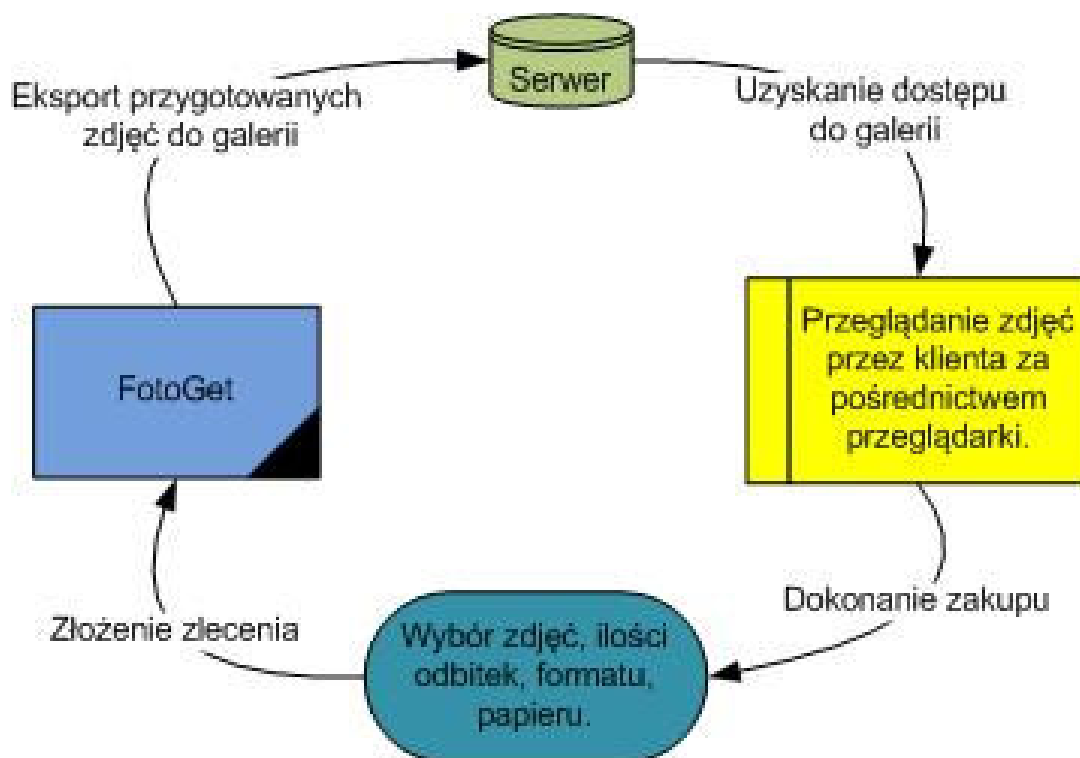 Serwer
Eksport przygotowanych
zdjęć do galerii
Uzyskanie dostępu
do galerii
FotoGet
Przeglądanie zdjęć
przez klienta za
pośrednictwem
przeglądarki.
Dokonanie zakupu
Złożenie zlecenia
Wybór zdjęć, ilości
odbitek, formatu,
papieru.